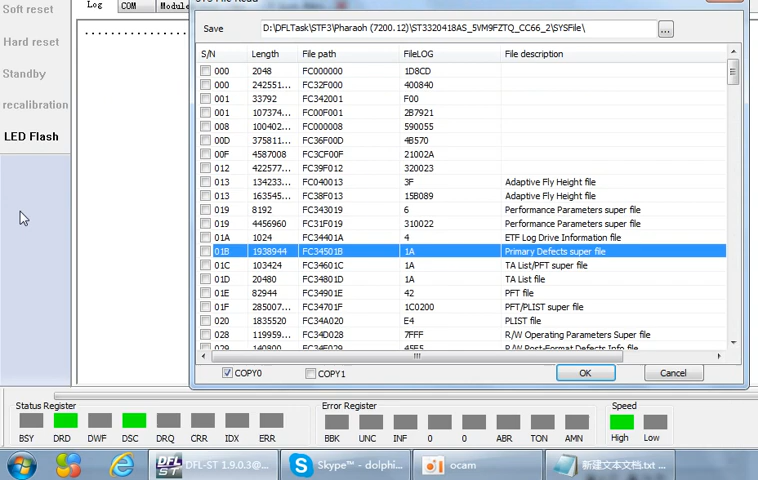 Soft reset
Hard reset
Standby
recalibration
LED Flash
Log COM
Save D:\DFLTask\STF3\Pharaoh (7200.12)\ST3320418AS_5VM9FZTQ_CC66_2\SYSFile\ ...
S/N Length File path FileLOG File description
000 2048 FC000000 1D8CD
000 242551... FC32F000 400840
001 33792 FC342001 F00
001 107374... FC00F001 2B7921
008 100402... FC000008 590055
00D 375811... FC36F00D 4B570
00F 4587008 FC3CF00F 21002A
012 422577... FC39F012 320023
013 134233... FC040013 3F Adaptive Fly Height file
013 163545... FC38F013 15B089 Adaptive Fly Height file
019 8192 FC343019 6 Performance Parameters super file
019 4456960 FC31F019 310022 Performance Parameters super file
01A 1024 FC34401A 4 ETF Log Drive Information file
01B 1938944 FC34501B 1A Primary Defects super file
01C 103424 FC34601C 1A TA List/PFT super file
01D 20480 FC34801D 1A TA List file
01E 82944 FC34901E 42 PFT file
01F 285007... FC34701F 1C0200 PFT/PLIST super file
020 1835520 FC34A020 E4 PLIST file
028 119959... FC34D028 7FFF R/W Operating Parameters Super file
COPY0 COPY1 OK Cancel
Status Register Error Register Speed
BSY DRD DWF DSC DRQ CRR IDX ERR BBK UNC INF 0 0 ABR TON AMN High Low
DFL-ST 1.9.0.3@... Skype™ - dolphi... ocam 新建文本文档.txt ...